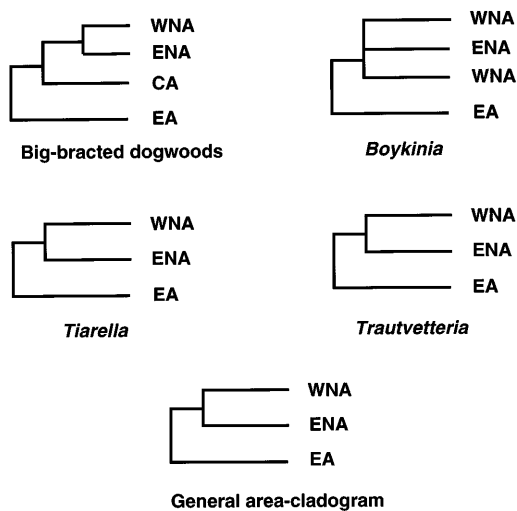 WNA
ENA
CA
EA
Big-bracted dogwoods
WNA
ENA
WNA
EA
Boykinia
WNA
ENA
EA
Tiarella
WNA
ENA
EA
Trautvetteria
WNA
ENA
EA
General area-cladogram